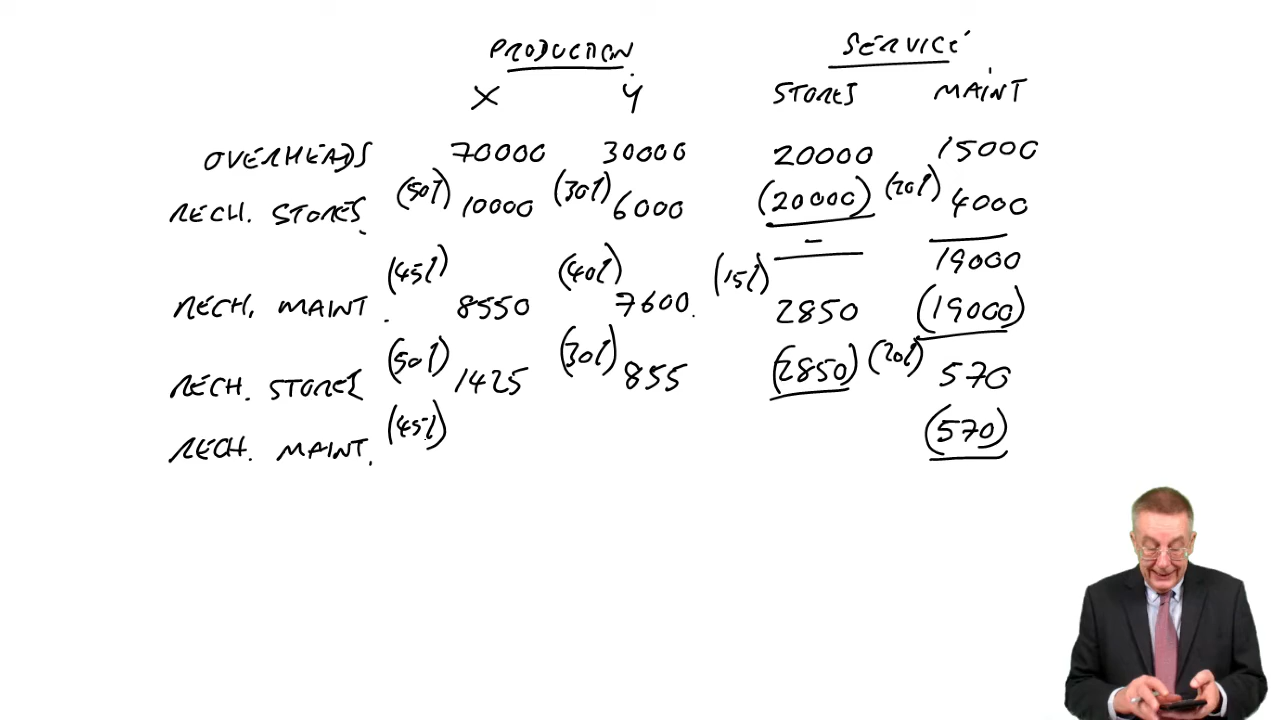 PRODUCTION SERVICE
X Y STORES MAINT
OVERHEADS 70000 30000 20000 15000
RECH. STORES (50%) 10000 (30%) 6000 (20000) (20%) 4000
- 19000
RECH. MAINT. (45%) 8550 (40%) 7600. (15%) 2850 (19000)
RECH. STORES (50%) 1425 (30%) 855 (2850) (20%) 570
RECH. MAINT. (45%) (570)